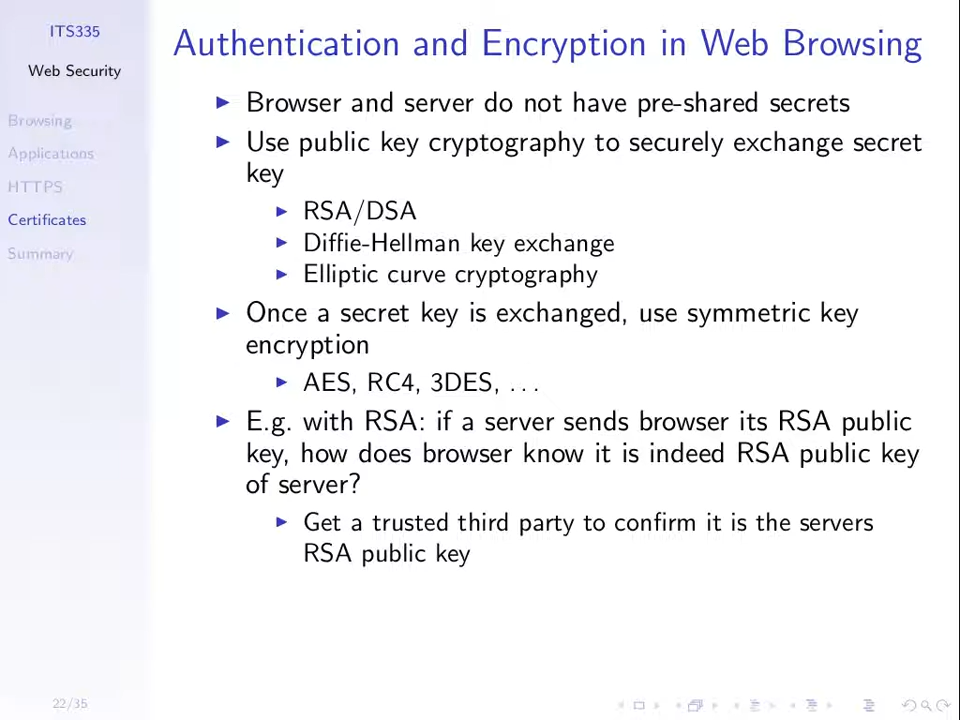 ITS335
Web Security
Browsing
Applications
HTTPS
Certificates
Summary
Authentication and Encryption in Web Browsing
Browser and server do not have pre-shared secrets
Use public key cryptography to securely exchange secret
key
RSA/DSA
Diffie-Hellman key exchange
Elliptic curve cryptography
Once a secret key is exchanged, use symmetric key
encryption
AES, RC4, 3DES, ...
E.g. with RSA: if a server sends browser its RSA public
key, how does browser know it is indeed RSA public key
of server?
Get a trusted third party to confirm it is the servers
RSA public key
22/35